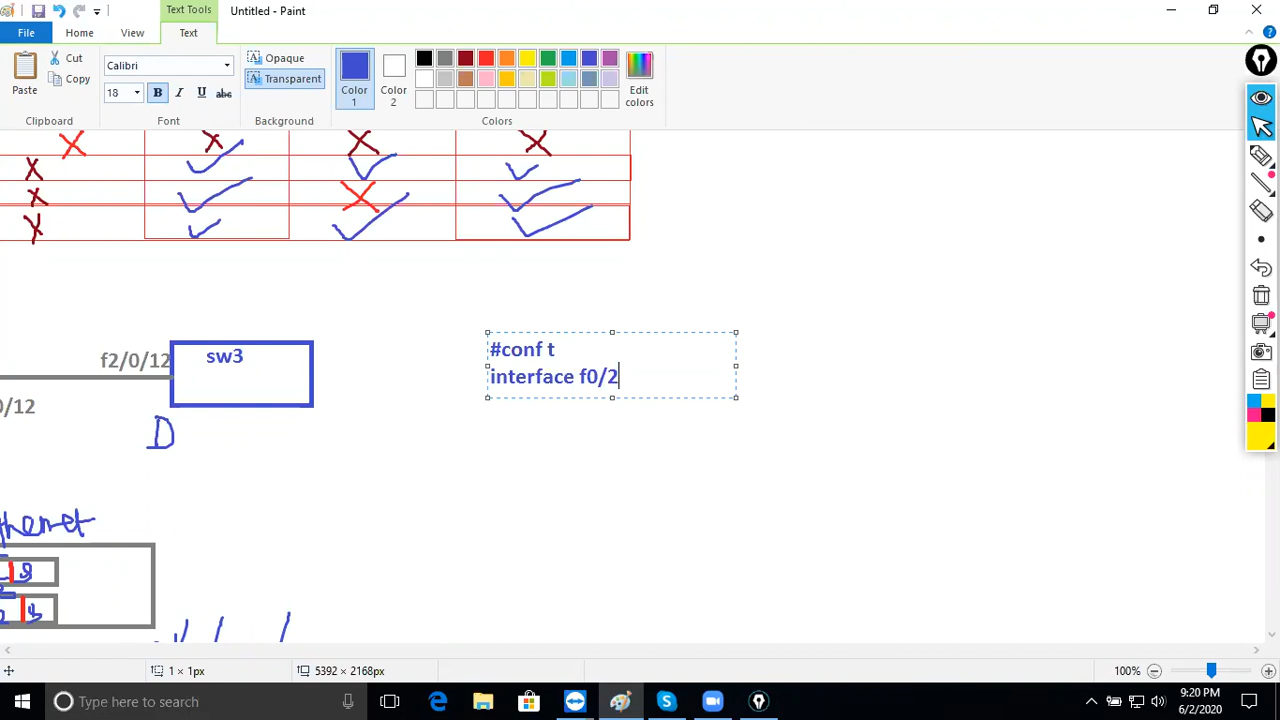 Text Tools
Untitled - Paint
File
Home
View
Text
Paste
Cut
Copy
Clipboard
Calibri
18
B
I
U
abc
Font
Opaque
Transparent
Background
Color 1
Color 2
Edit colors
Colors
f2/0/12
sw3
0/12
D
#conf t
interface f0/2
1 × 1px
5392 × 2168px
100%
Type here to search
9:20 PM
6/2/2020